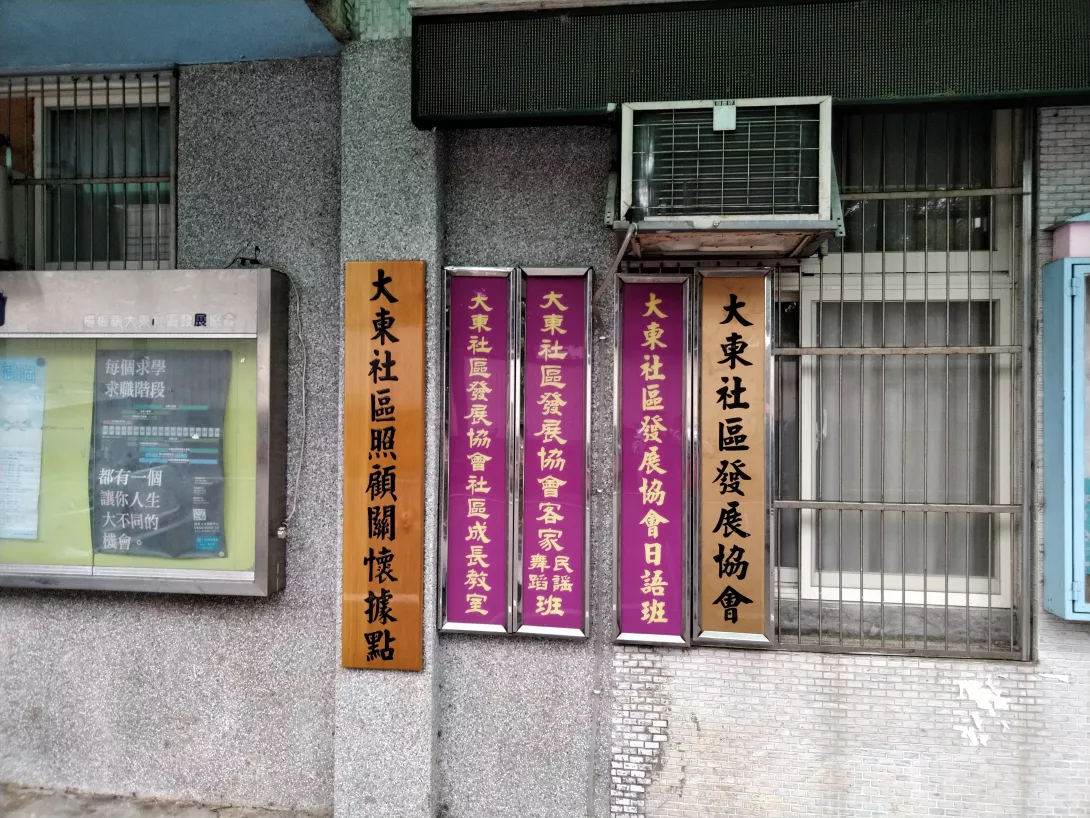 大東社區發展協會
大東社區發展協會日語班
大東社區發展協會客家民謠舞蹈班
大東社區發展協會社區成長教室
大東社區照顧關懷據點
每個求學
求職階段
都有一個
讓你人生
大不同的
機會。